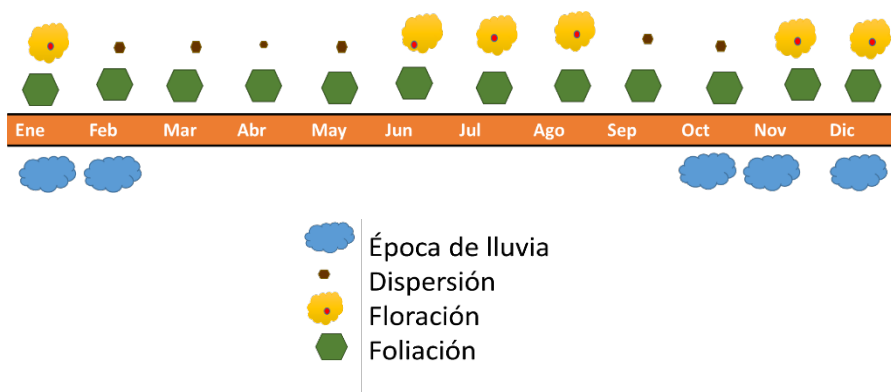 Ene Feb Mar Abr May Jun Jul Ago Sep Oct Nov Dic
Época de lluvia
Dispersión
Floración
Foliación